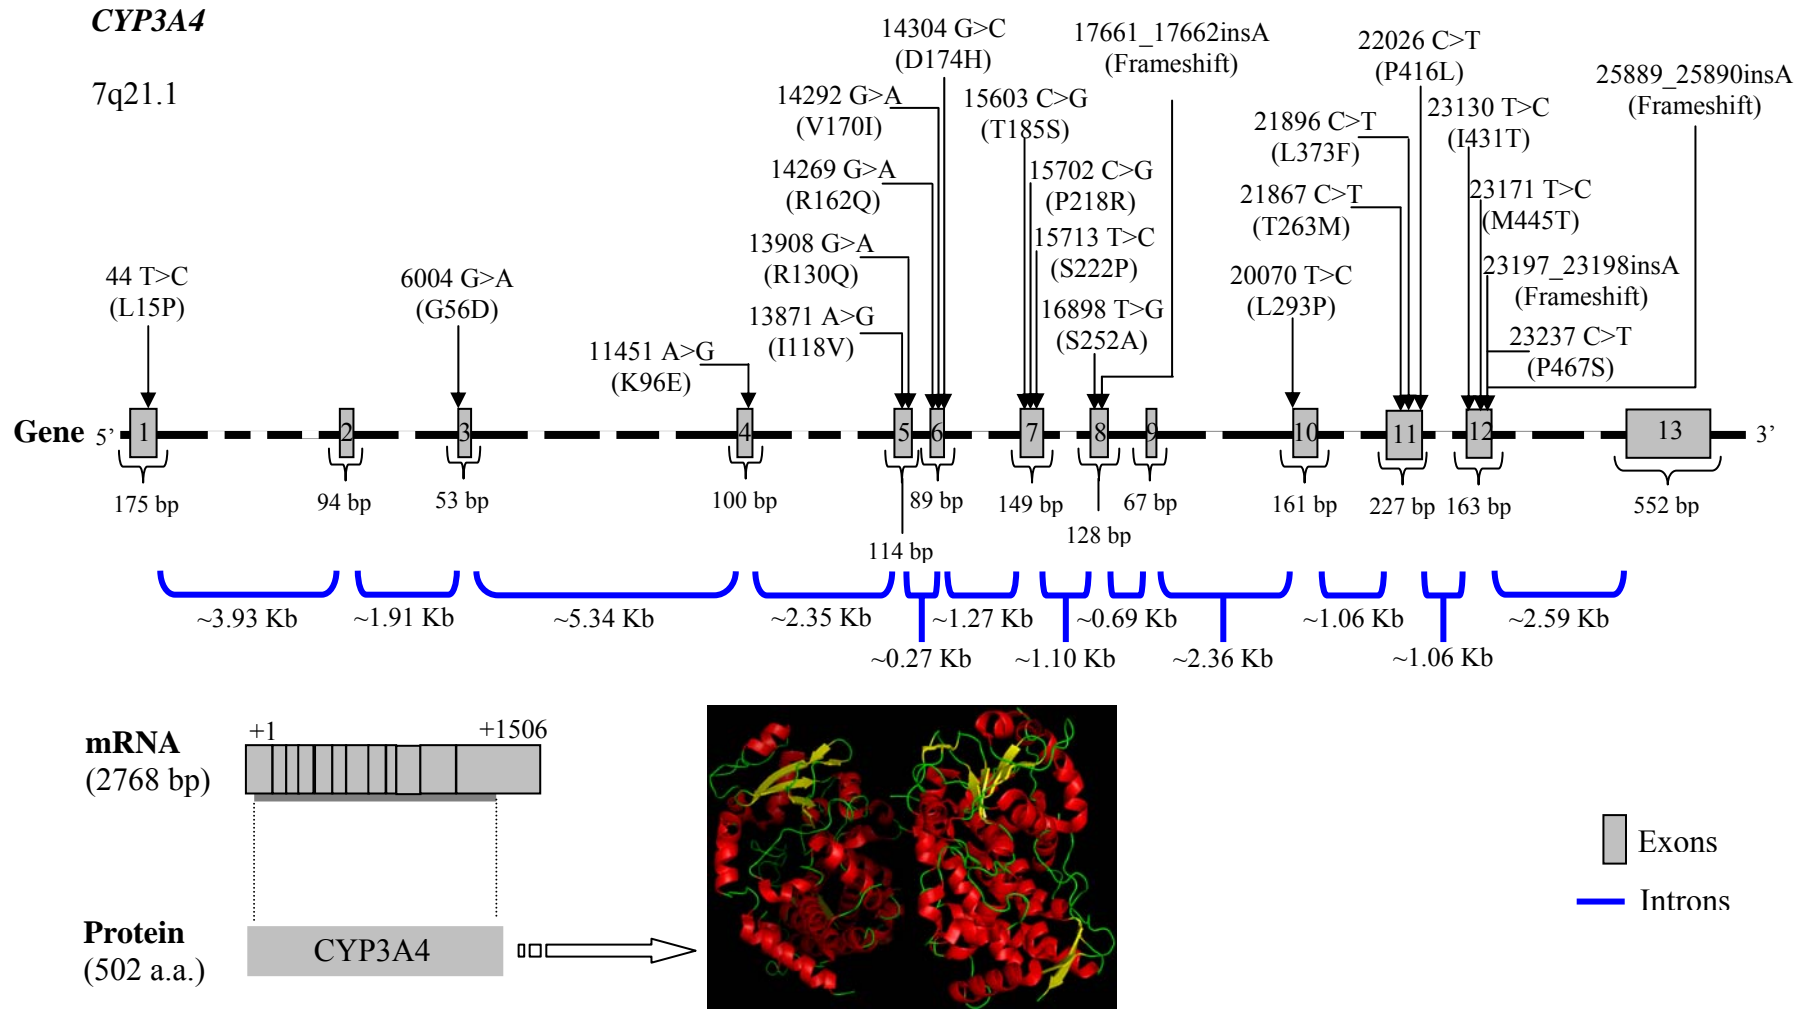 CYP3A4
7q21.1
44 T>C
(L15P)
6004 G>A
(G56D)
11451 A>G
(K96E)
13871 A>G
(I118V)
13908 G>A
(R130Q)
14269 G>A
(R162Q)
14292 G>A
(V170I)
14304 G>C
(D174H)
15603 C>G
(T185S)
15702 C>G
(P218R)
15713 T>C
(S222P)
16898 T>G
(S252A)
17661_17662insA
(Frameshift)
20070 T>C
(L293P)
21867 C>T
(T263M)
21896 C>T
(L373F)
22026 C>T
(P416L)
23130 T>C
(I431T)
23171 T>C
(M445T)
23197_23198insA
(Frameshift)
23237 C>T
(P467S)
25889_25890insA
(Frameshift)
Gene 5’ 1 2 3 4 5 6 7 8 9 10 11 12 13 3’
175 bp 94 bp 53 bp 100 bp 89 bp 149 bp 67 bp 161 bp 227 bp 163 bp 552 bp
114 bp 128 bp
~3.93 Kb ~1.91 Kb ~5.34 Kb ~2.35 Kb ~1.27 Kb ~0.69 Kb ~1.06 Kb ~2.59 Kb
~0.27 Kb ~1.10 Kb ~2.36 Kb ~1.06 Kb
mRNA
(2768 bp)
+1 +1506
Protein
(502 a.a.)
CYP3A4
Exons
Introns